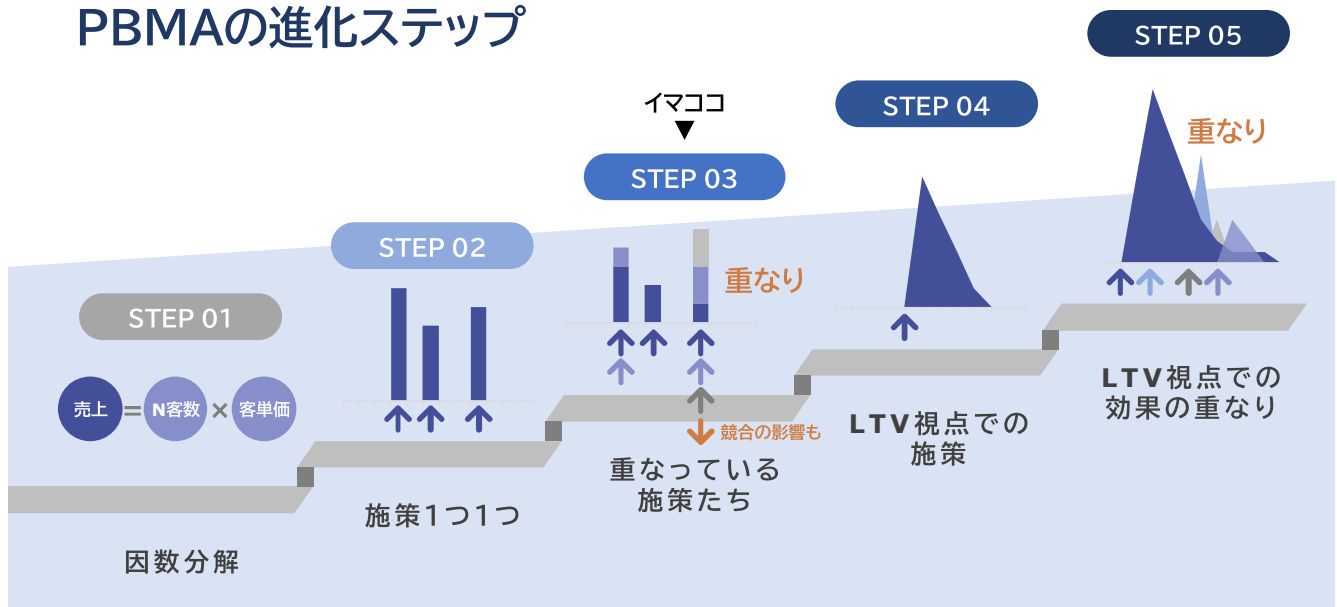 PBMAの進化ステップ
STEP 01
売上=N客数×客単価
因数分解
STEP 02
施策1つ1つ
イマココ
▼
STEP 03
重なり
競合の影響も
重なっている
施策たち
STEP 04
LTV視点での
施策
STEP 05
重なり
LTV視点での
効果の重なり